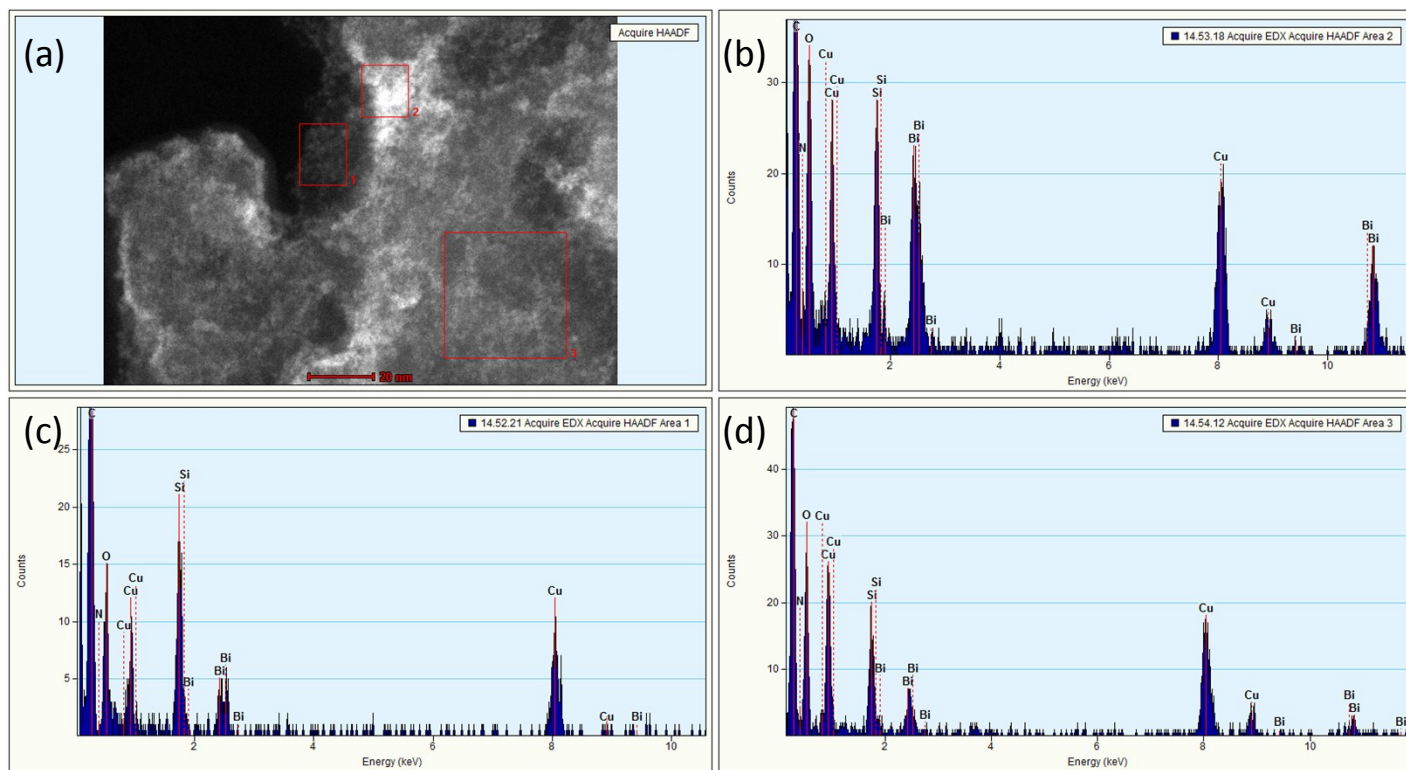 (a)
Acquire HAADF
1
2
3
20 nm
(b)
14.53.18 Acquire EDX Acquire HAADF Area 2
C
O
Cu
Cu
Cu
N
Si
Si
Bi
Bi
Bi
Bi
Cu
Cu
Bi
Bi
Bi
30
20
10
Counts
2
4
6
8
10
Energy (keV)
(c)
14.52.21 Acquire EDX Acquire HAADF Area 1
C
O
N
Cu
Cu
Cu
Si
Si
Bi
Bi
Bi
Bi
Cu
Cu
Bi
25
20
15
10
5
Counts
2
4
6
8
10
Energy (keV)
(d)
14.54.12 Acquire EDX Acquire HAADF Area 3
C
O
N
Cu
Cu
Cu
Si
Si
Bi
Bi
Bi
Bi
Cu
Cu
Bi
Bi
Bi
Bi
40
30
20
10
Counts
2
4
6
8
10
Energy (keV)